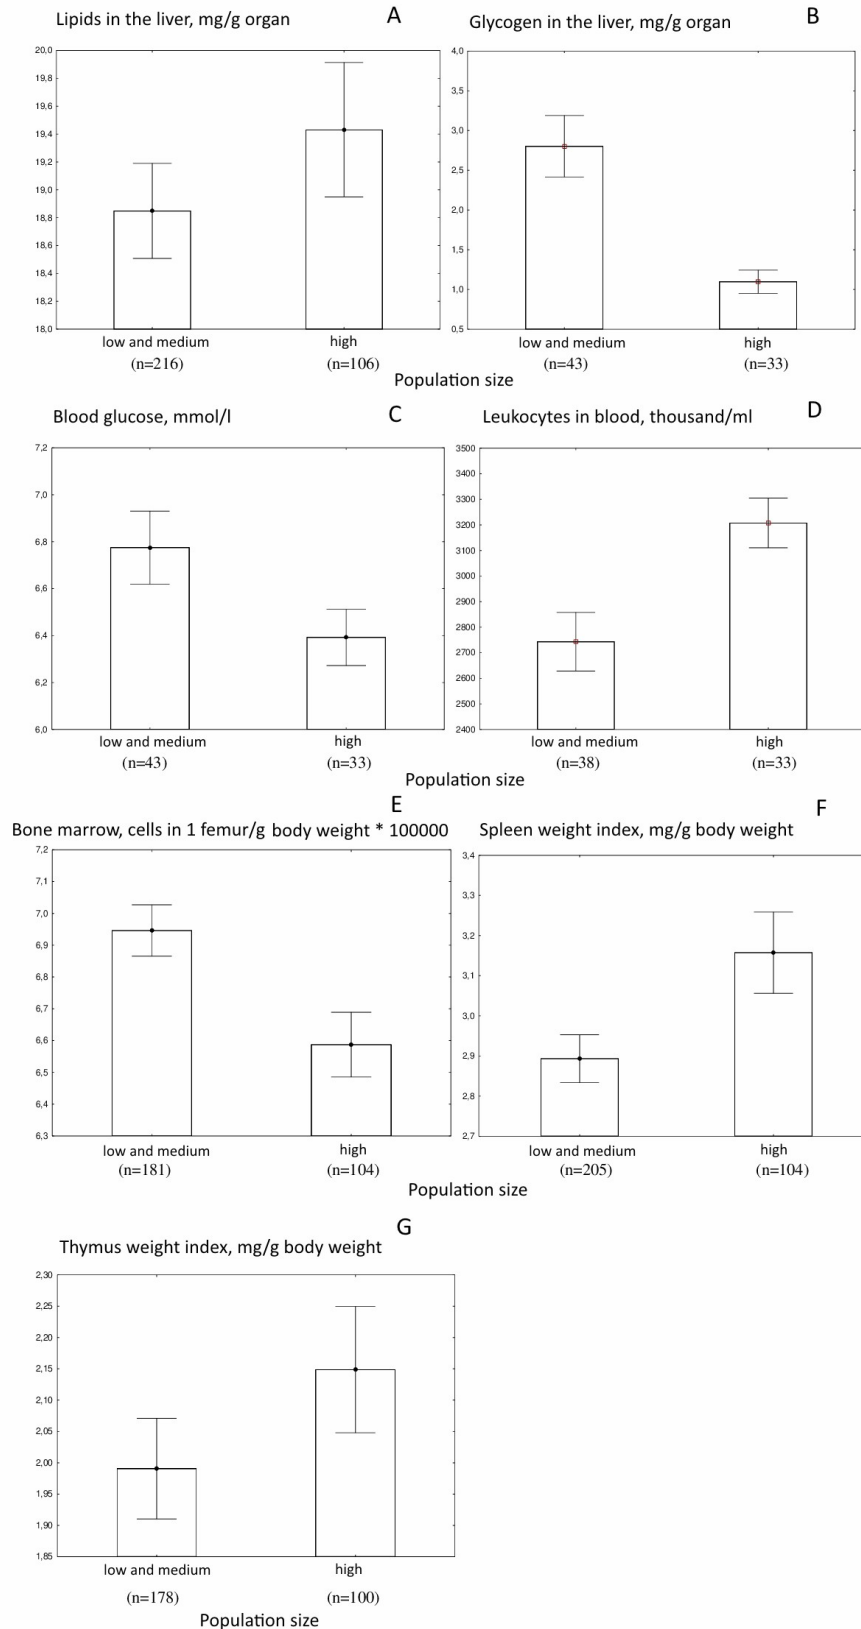 Lipids in the liver, mg/g organ
A
20,0
19,8
19,6
19,4
19,2
19,0
18,8
18,6
18,4
18,2
18,0
low and medium
high
(n=216)
(n=106)
Glycogen in the liver, mg/g organ
B
4,0
3,5
3,0
2,5
2,0
1,5
1,0
0,5
low and medium
high
(n=43)
(n=33)
Population size
Blood glucose, mmol/l
C
7,2
7,0
6,8
6,6
6,4
6,2
6,0
low and medium
high
(n=43)
(n=33)
Leukocytes in blood, thousand/ml
D
3500
3400
3300
3200
3100
3000
2900
2800
2700
2600
2500
2400
low and medium
high
(n=38)
(n=33)
Population size
E
Bone marrow, cells in 1 femur/g body weight * 100000
7,2
7,1
7,0
6,9
6,8
6,7
6,6
6,5
6,4
6,3
low and medium
high
(n=181)
(n=104)
F
Spleen weight index, mg/g body weight
3,4
3,3
3,2
3,1
3,0
2,9
2,8
2,7
low and medium
high
(n=205)
(n=104)
Population size
G
Thymus weight index, mg/g body weight
2,30
2,25
2,20
2,15
2,10
2,05
2,00
1,95
1,90
1,85
low and medium
high
(n=178)
(n=100)
Population size